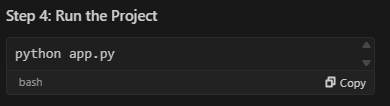 Step 4: Run the Project
python app.py
bash
Copy